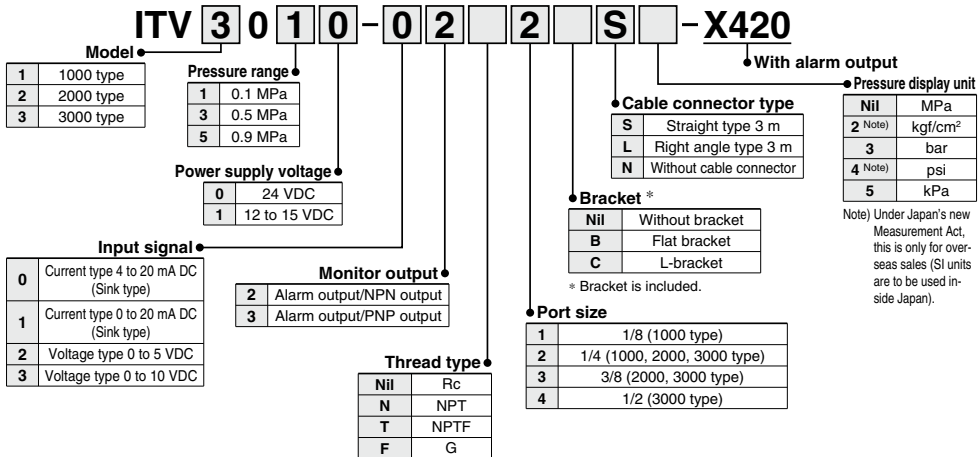 ITV 3 0 1 0 - 0 2 2 S - X420
Model
1 1000 type
2 2000 type
3 3000 type
Pressure range
1 0.1 MPa
3 0.5 MPa
5 0.9 MPa
Power supply voltage
0 24 VDC
1 12 to 15 VDC
Input signal
0 Current type 4 to 20 mA DC
(Sink type)
1 Current type 0 to 20 mA DC
(Sink type)
2 Voltage type 0 to 5 VDC
3 Voltage type 0 to 10 VDC
Monitor output
2 Alarm output/NPN output
3 Alarm output/PNP output
Thread type
Nil Rc
N NPT
T NPTF
F G
Port size
1 1/8 (1000 type)
2 1/4 (1000, 2000, 3000 type)
3 3/8 (2000, 3000 type)
4 1/2 (3000 type)
Bracket *
Nil Without bracket
B Flat bracket
C L-bracket
* Bracket is included.
Cable connector type
S Straight type 3 m
L Right angle type 3 m
N Without cable connector
With alarm output
Pressure display unit
Nil MPa
2 Note) kgf/cm²
3 bar
4 Note) psi
5 kPa
Note) Under Japan's new
Measurement Act,
this is only for over-
seas sales (SI units
are to be used in-
side Japan).